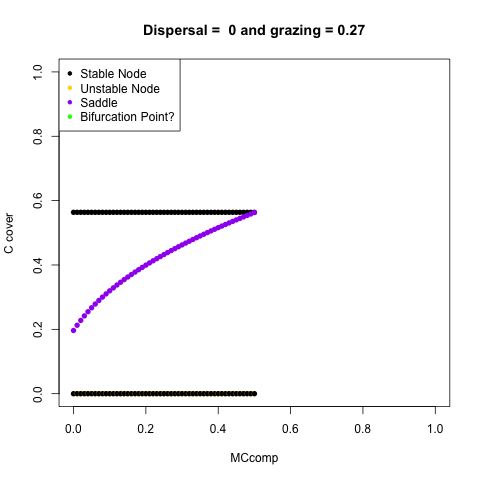 Dispersal =  0 and grazing = 0.27
Stable Node
Unstable Node
Saddle
Bifurcation Point?
1.0
0.8
0.6
0.4
0.2
0.0
C cover
0.0 0.2 0.4 0.6 0.8 1.0
MCcomp